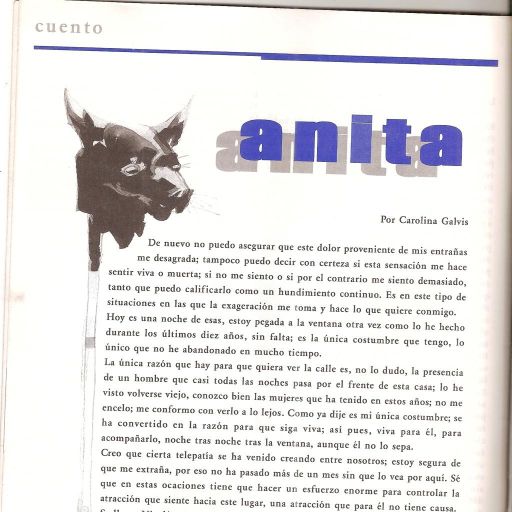 cuento
anita
Por Carolina Galvis
De nuevo no puedo asegurar que este dolor proveniente de mis entrañas
me desagrada; tampoco puedo decir con certeza si esta sensación me hace
sentir viva o muerta; si no me siento o si por el contrario me siento demasiado,
tanto que puedo calificarlo como un hundimiento continuo. Es en este tipo de
situaciones en las que la exageración me toma y hace lo que quiere conmigo.
Hoy es una noche de esas, estoy pegada a la ventana otra vez como lo he hecho
durante los últimos diez años, sin falta; es la única costumbre que tengo, lo
único que no he abandonado en mucho tiempo.
La única razón que hay para que quiera ver la calle es, no lo dudo, la presencia
de un hombre que casi todas las noches pasa por el frente de esta casa; lo he
visto volverse viejo, conozco bien las mujeres que ha tenido en estos años; no me
encelo; me conformo con verlo a lo lejos. Como ya dije es mi única costumbre; se
ha convertido en la razón para que siga viva; así pues, viva para él, para
acompañarlo, noche tras noche tras la ventana, aunque él no lo sepa.
Creo que cierta telepatía se ha venido creando entre nosotros; estoy segura de
que me extraña, por eso no ha pasado más de un mes sin que lo vea por aquí. Sé
que en estas ocaciones tiene que hacer un esfuerzo enorme para controlar la
atracción que siente hacia este lugar, una atracción que para él no tiene causa.